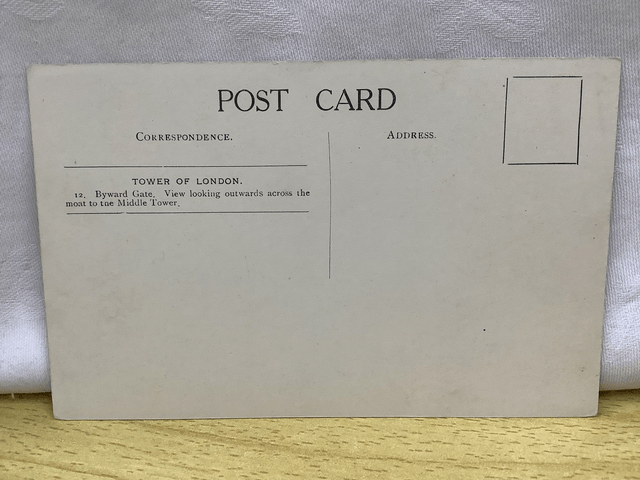 POST CARD
CORRESPONDENCE.
ADDRESS.
TOWER OF LONDON.
12. Byward Gate. View looking outwards across the
moat to the Middle Tower.